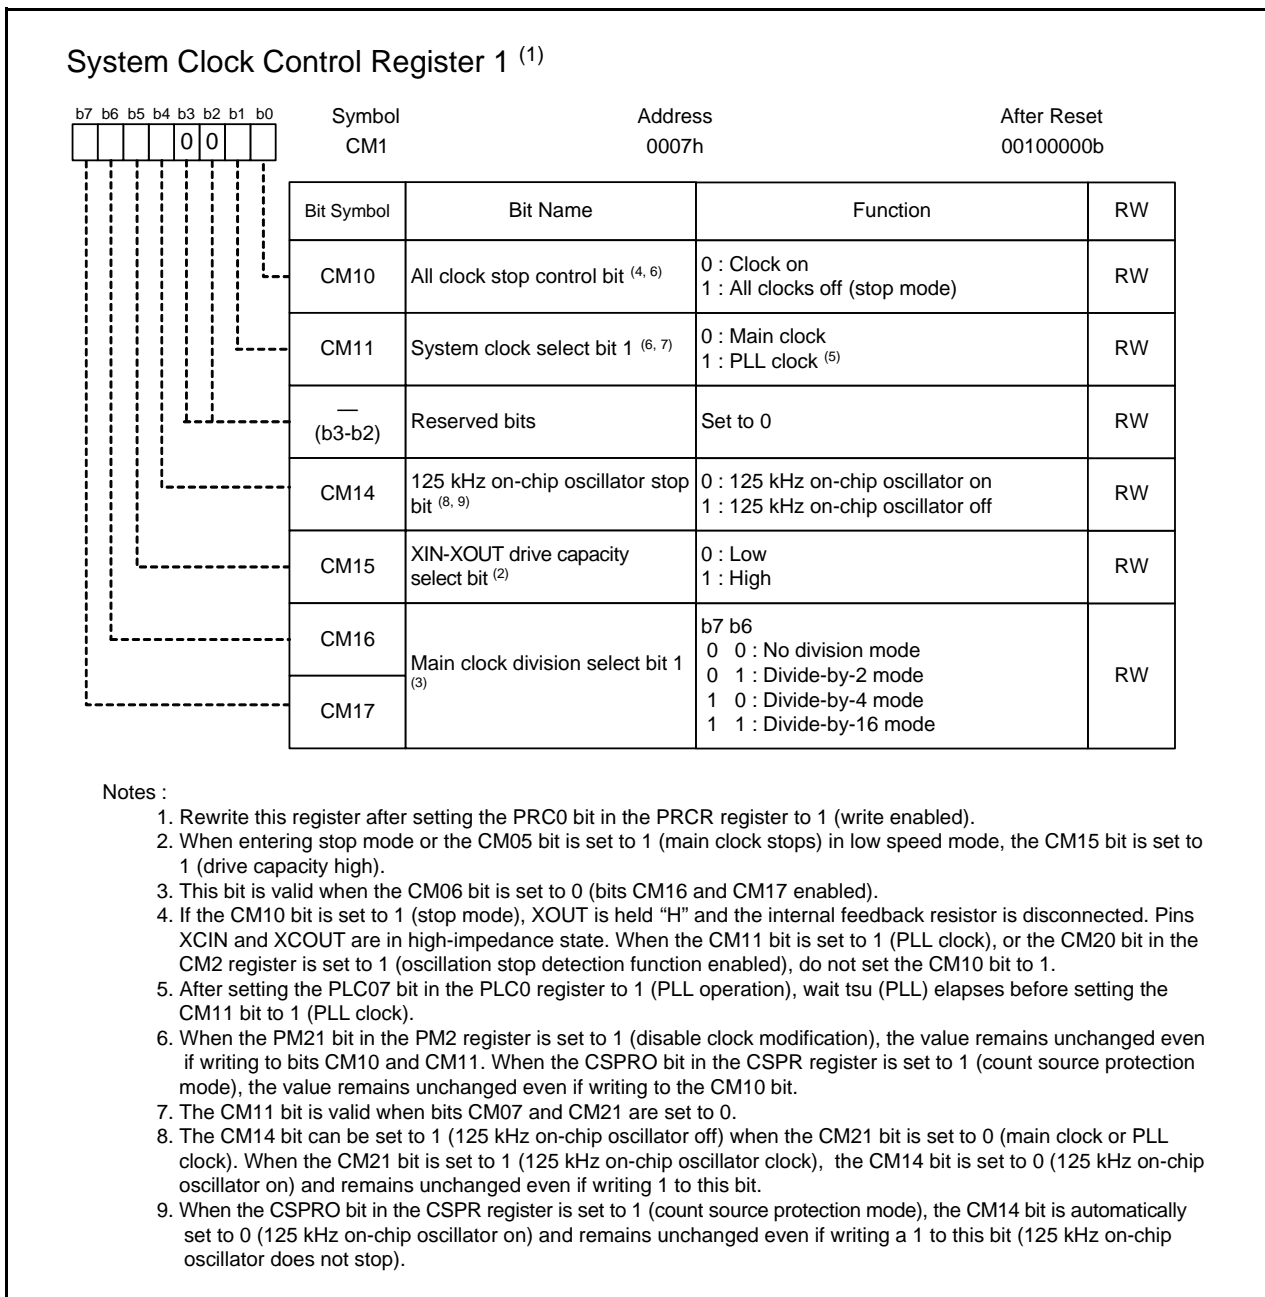 System Clock Control Register 1 (1)
b7 b6 b5 b4 b3 b2 b1 b0
0 0
Symbol Address After Reset
CM1 0007h 00100000b
Bit Symbol Bit Name Function RW
CM10 All clock stop control bit (4, 6) 0 : Clock on
1 : All clocks off (stop mode) RW
CM11 System clock select bit 1 (6, 7) 0 : Main clock
1 : PLL clock (5) RW
—
(b3-b2) Reserved bits Set to 0 RW
CM14 125 kHz on-chip oscillator stop
bit (8, 9) 0 : 125 kHz on-chip oscillator on
1 : 125 kHz on-chip oscillator off RW
CM15 XIN-XOUT drive capacity
select bit (2) 0 : Low
1 : High RW
CM16
CM17
Main clock division select bit 1
(3)
b7 b6
0 0 : No division mode
0 1 : Divide-by-2 mode
1 0 : Divide-by-4 mode
1 1 : Divide-by-16 mode
RW
Notes :
1. Rewrite this register after setting the PRC0 bit in the PRCR register to 1 (write enabled).
2. When entering stop mode or the CM05 bit is set to 1 (main clock stops) in low speed mode, the CM15 bit is set to
1 (drive capacity high).
3. This bit is valid when the CM06 bit is set to 0 (bits CM16 and CM17 enabled).
4. If the CM10 bit is set to 1 (stop mode), XOUT is held “H” and the internal feedback resistor is disconnected. Pins
XCIN and XCOUT are in high-impedance state. When the CM11 bit is set to 1 (PLL clock), or the CM20 bit in the
CM2 register is set to 1 (oscillation stop detection function enabled), do not set the CM10 bit to 1.
5. After setting the PLC07 bit in the PLC0 register to 1 (PLL operation), wait tsu (PLL) elapses before setting the
CM11 bit to 1 (PLL clock).
6. When the PM21 bit in the PM2 register is set to 1 (disable clock modification), the value remains unchanged even
if writing to bits CM10 and CM11. When the CSPRO bit in the CSPR register is set to 1 (count source protection
mode), the value remains unchanged even if writing to the CM10 bit.
7. The CM11 bit is valid when bits CM07 and CM21 are set to 0.
8. The CM14 bit can be set to 1 (125 kHz on-chip oscillator off) when the CM21 bit is set to 0 (main clock or PLL
clock). When the CM21 bit is set to 1 (125 kHz on-chip oscillator clock), the CM14 bit is set to 0 (125 kHz on-chip
oscillator on) and remains unchanged even if writing 1 to this bit.
9. When the CSPRO bit in the CSPR register is set to 1 (count source protection mode), the CM14 bit is automatically
set to 0 (125 kHz on-chip oscillator on) and remains unchanged even if writing a 1 to this bit (125 kHz on-chip
oscillator does not stop).